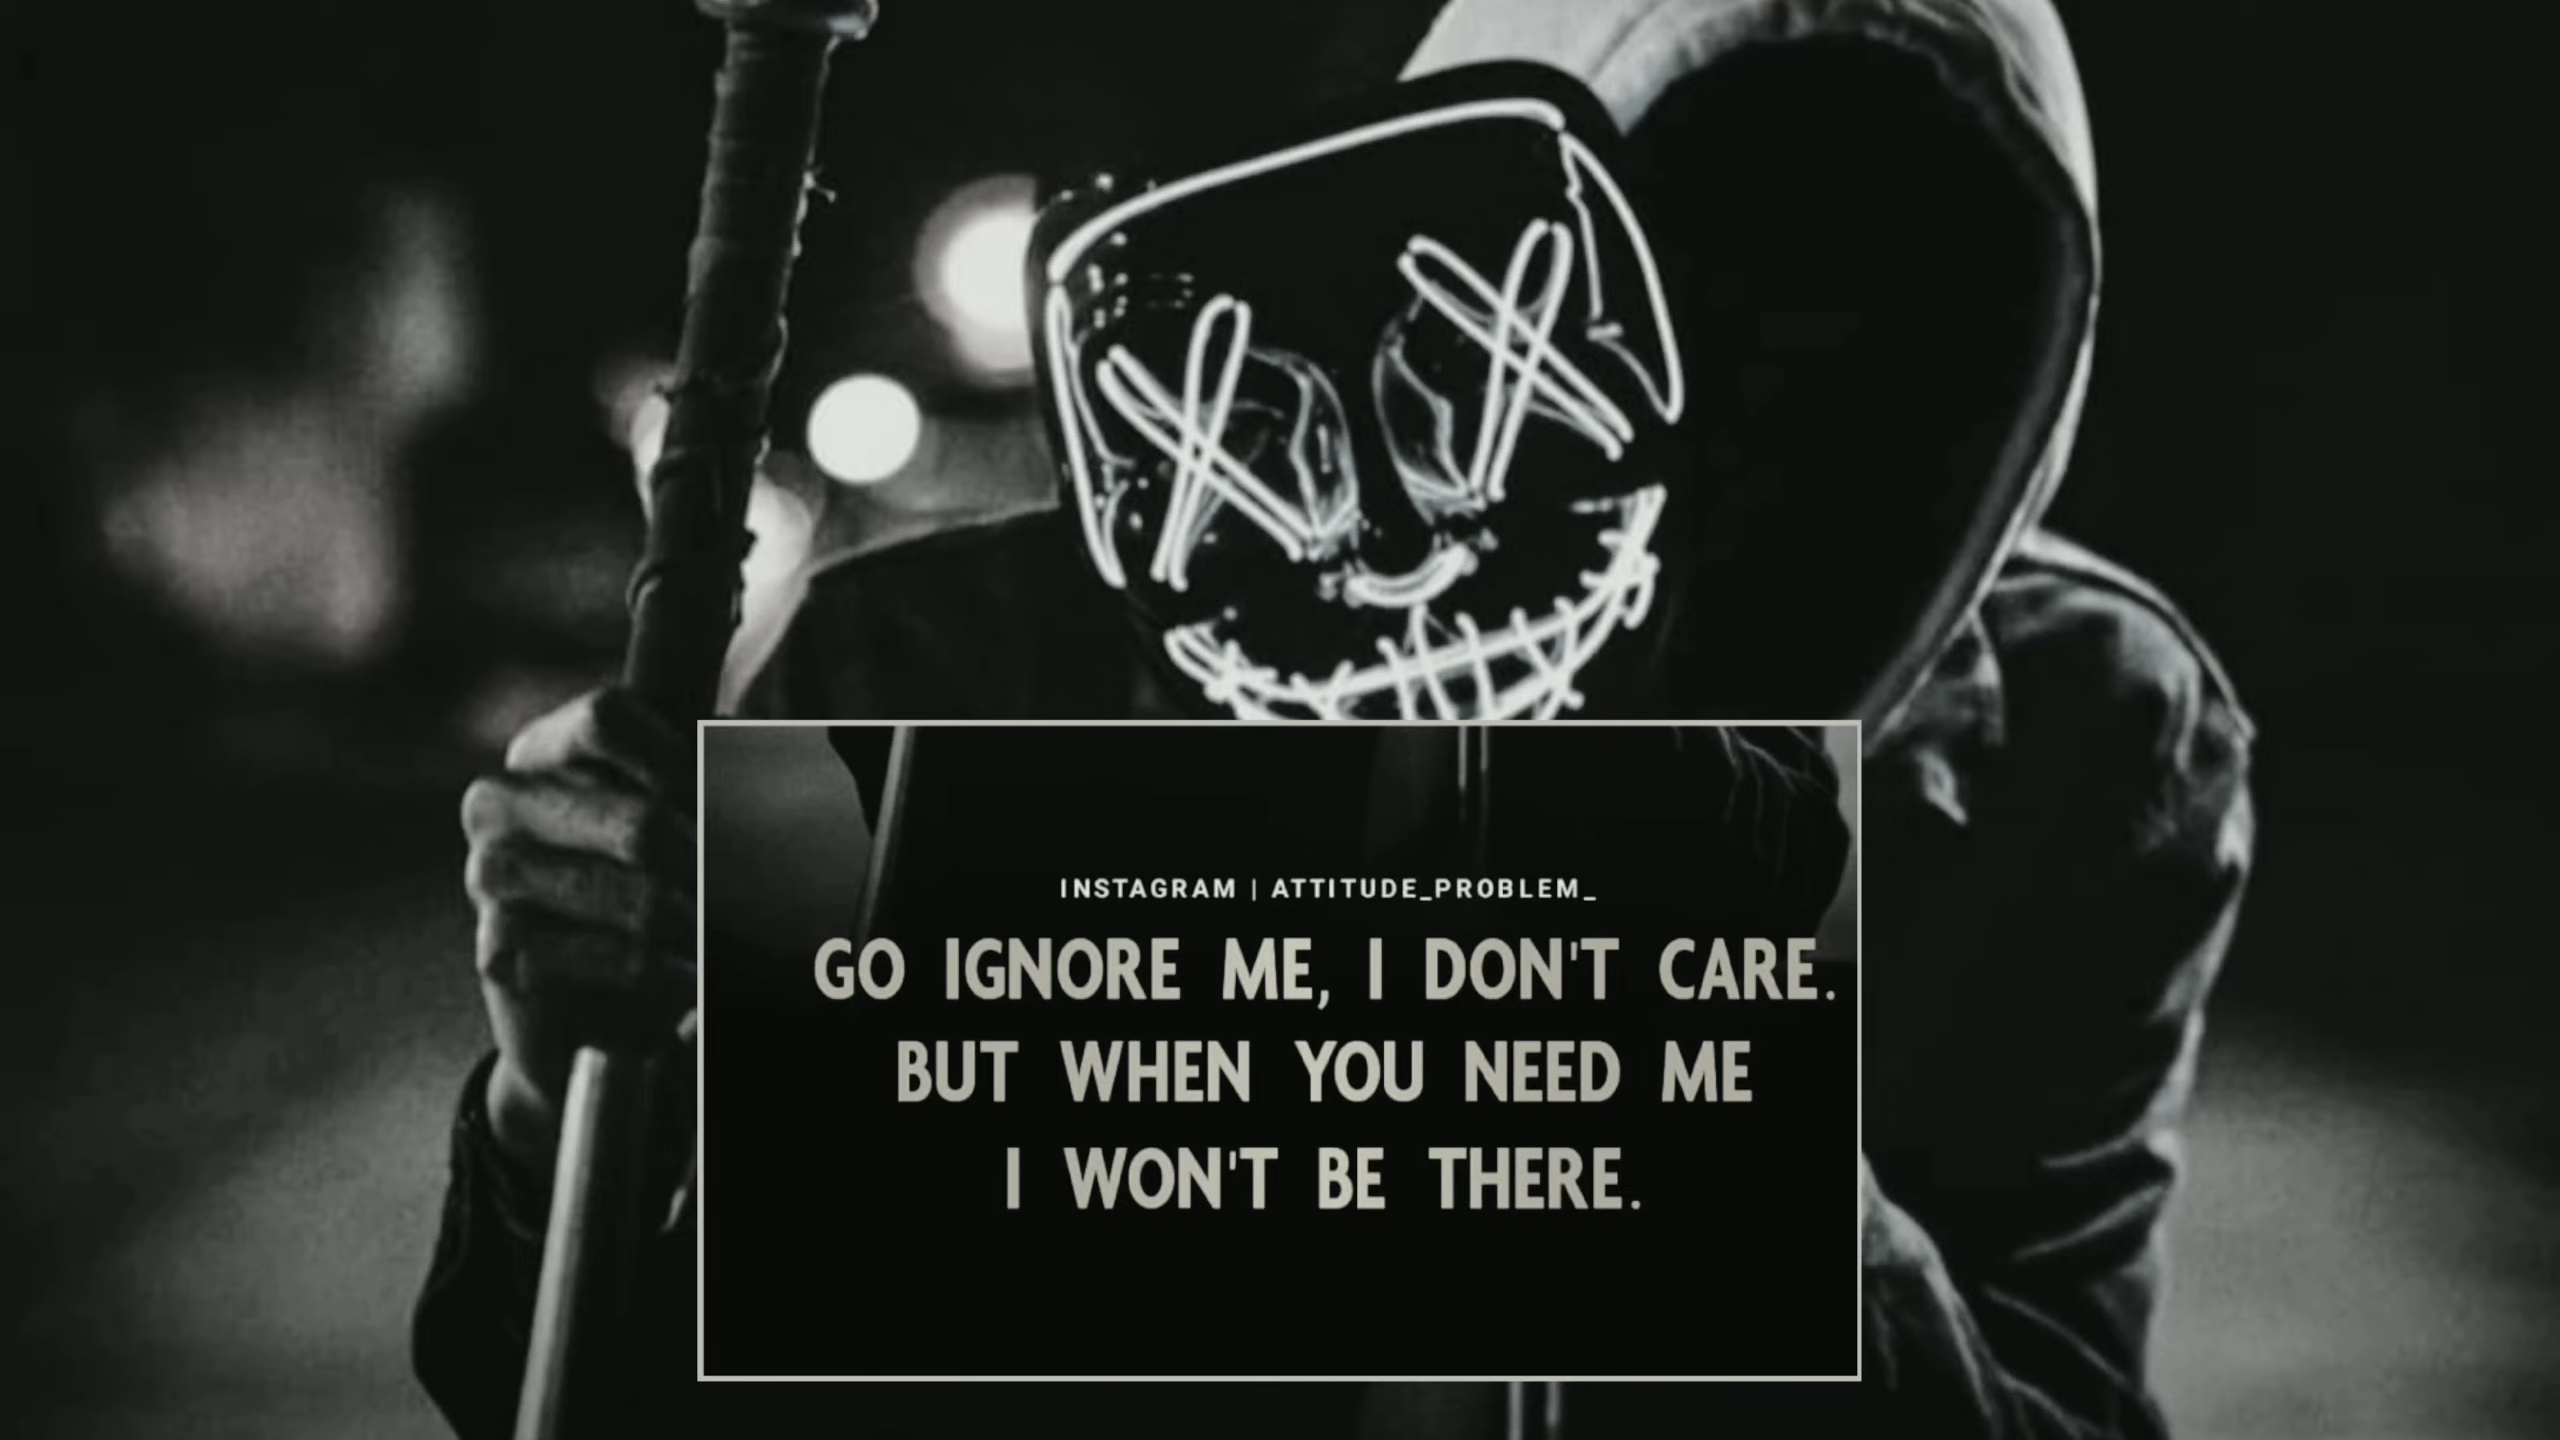 INSTAGRAM | ATTITUDE_PROBLEM_
GO IGNORE ME, I DON'T CARE.
BUT WHEN YOU NEED ME
I WON'T BE THERE.